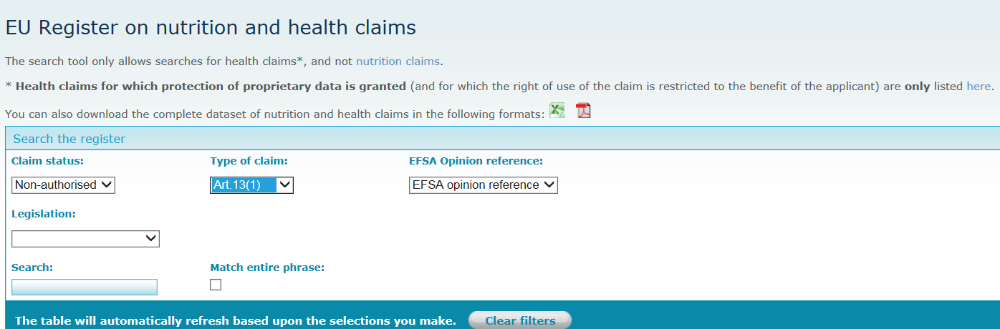 EU Register on nutrition and health claims
The search tool only allows searches for health claims*, and not nutrition claims.
* Health claims for which protection of proprietary data is granted (and for which the right of use of the claim is restricted to the benefit of the applicant) are only listed here.
You can also download the complete dataset of nutrition and health claims in the following formats:
Search the register
Claim status: Type of claim: EFSA Opinion reference:
Non-authorised Art.13(1) EFSA opinion reference
Legislation:
Search: Match entire phrase:
The table will automatically refresh based upon the selections you make. Clear filters